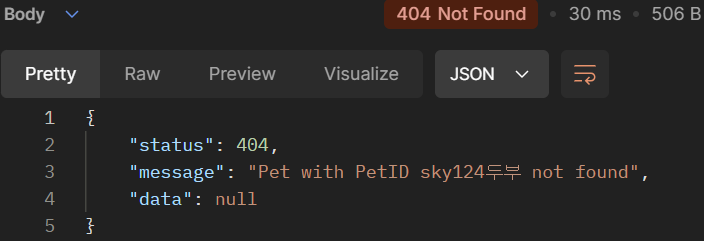 Body 404 Not Found • 30 ms • 506 B
Pretty Raw Preview Visualize JSON
1 {
2 "status": 404,
3 "message": "Pet with PetID sky124두부 not found",
4 "data": null
5 }